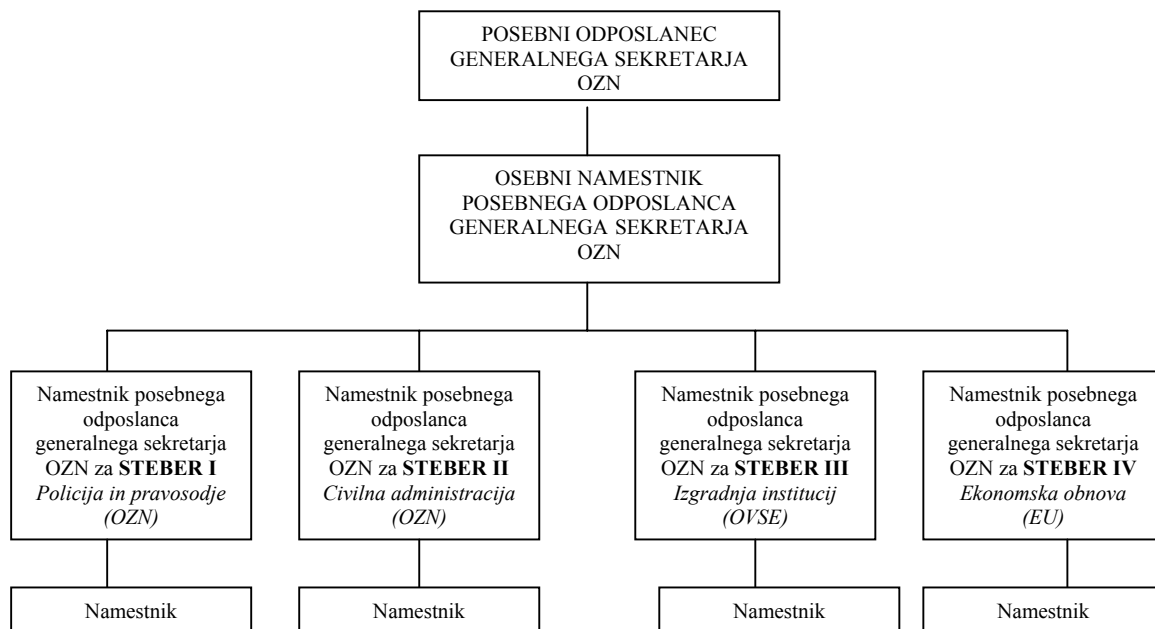 POSEBNI ODPOSLANEC
GENERALNEGA SEKRETARJA
OZN
OSEBNI NAMESTNIK
POSEBNEGA ODPOSLANCA
GENERALNEGA SEKRETARJA
OZN
Namestnik posebnega
odposlanca
generalnega sekretarja
OZN za STEBER I
Policija in pravosodje
(OZN)
Namestnik posebnega
odposlanca
generalnega sekretarja
OZN za STEBER II
Civilna administracija
(OZN)
Namestnik posebnega
odposlanca
generalnega sekretarja
OZN za STEBER III
Izgradnja institucij
(OVSE)
Namestnik posebnega
odposlanca
generalnega sekretarja
OZN za STEBER IV
Ekonomska obnova
(EU)
Namestnik
Namestnik
Namestnik
Namestnik